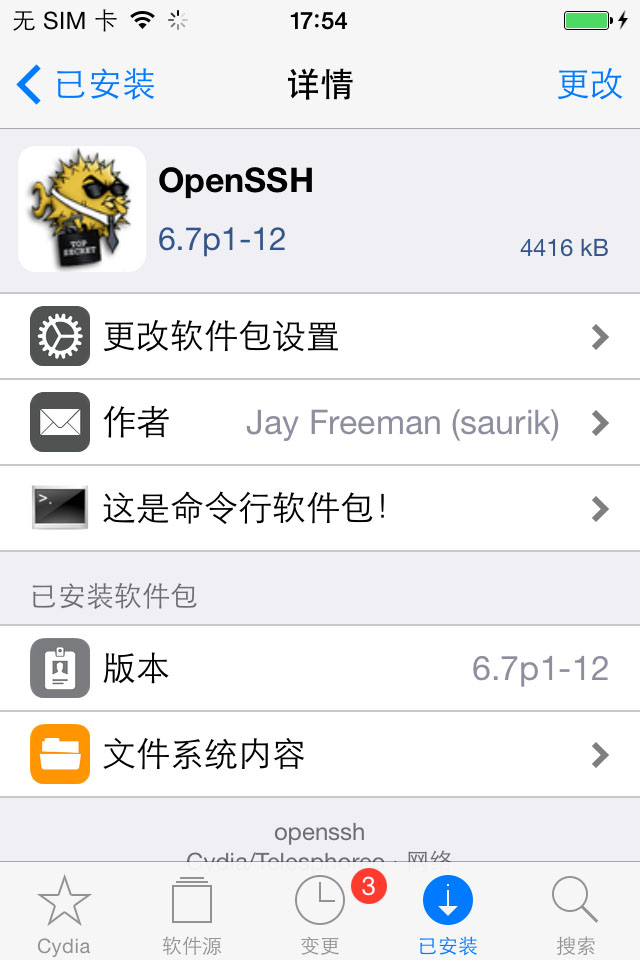 无 SIM 卡 17:54
已安装 详情 更改
OpenSSH
6.7p1-12 4416 kB
TOP
SECRET
更改软件包设置
作者 Jay Freeman (saurik)
这是命令行软件包！
已安装软件包
版本 6.7p1-12
文件系统内容
openssh
Cydia/Telesphoreo · 网络
3
Cydia 软件源 变更 已安装 搜索